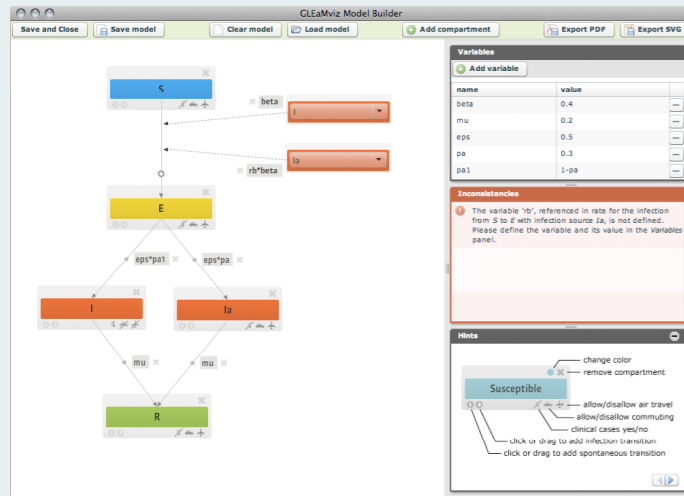 GLEaMviz Model Builder
Save and Close
Save model
Clear model
Load model
Add compartment
Export PDF
Export SVG
S
beta
I
Ia
rb*beta
E
eps*pa1
eps*pa
I
Ia
mu
mu
R
Variables
Add variable
name value
beta 0.4
mu 0.2
eps 0.5
pa 0.3
pa1 1-pa
Inconsistencies
The variable 'rb', referenced in rate for the infection
from S to E with infection source Ia, is not defined.
Please define the variable and its value in the Variables
panel.
Hints
change color
remove compartment
Susceptible
allow/disallow air travel
allow/disallow commuting
clinical cases yes/no
click or drag to add infection transition
click or drag to add spontaneous transition